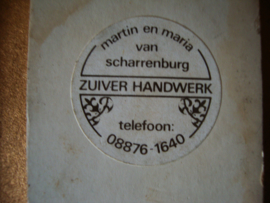 martin en maria
van
scharrenburg
ZUIVER HANDWERK
telefoon:
08876-1640